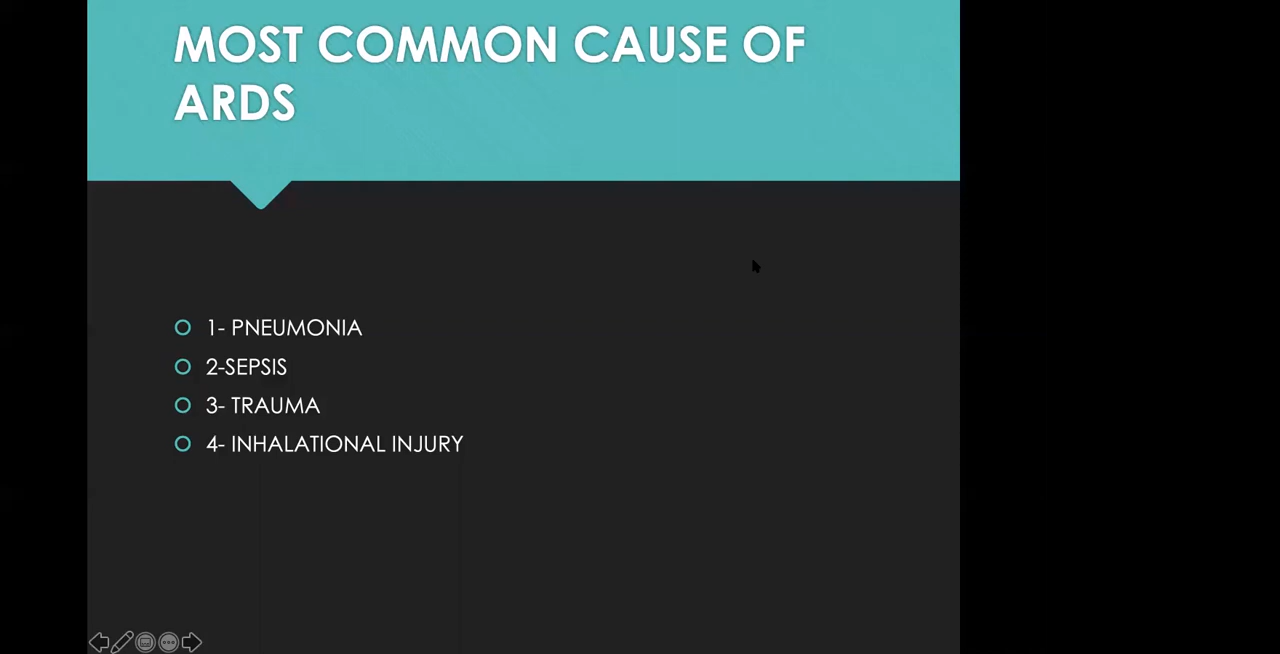 MOST COMMON CAUSE OF
ARDS
1- PNEUMONIA
2-SEPSIS
3- TRAUMA
4- INHALATIONAL INJURY